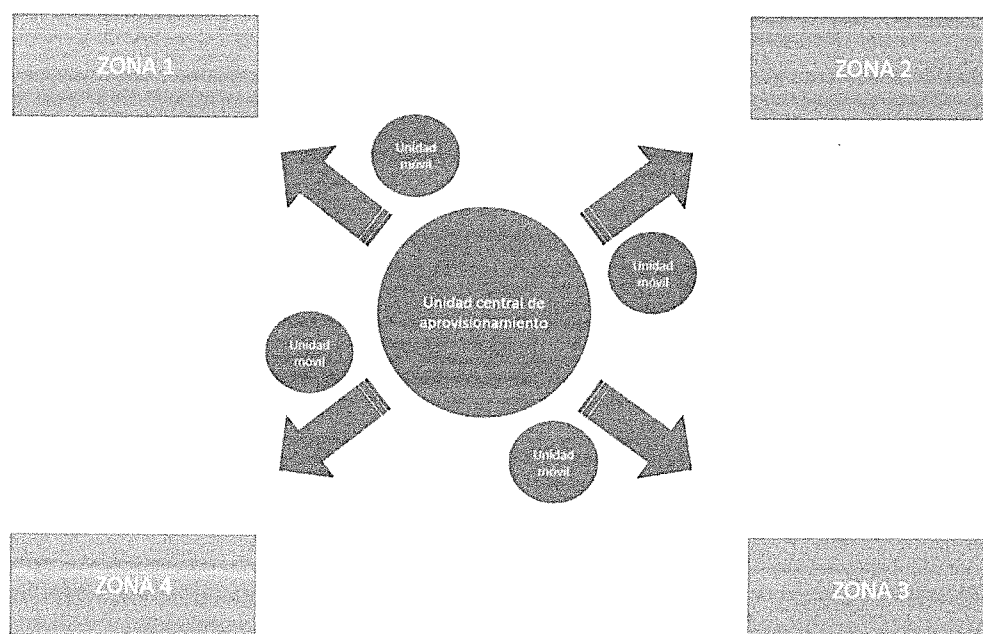 ZONA 1
ZONA 2
Unidad
móvil
Unidad
móvil
Unidad central de
aprovisionamiento
Unidad
móvil
Unidad
móvil
ZONA 4
ZONA 3